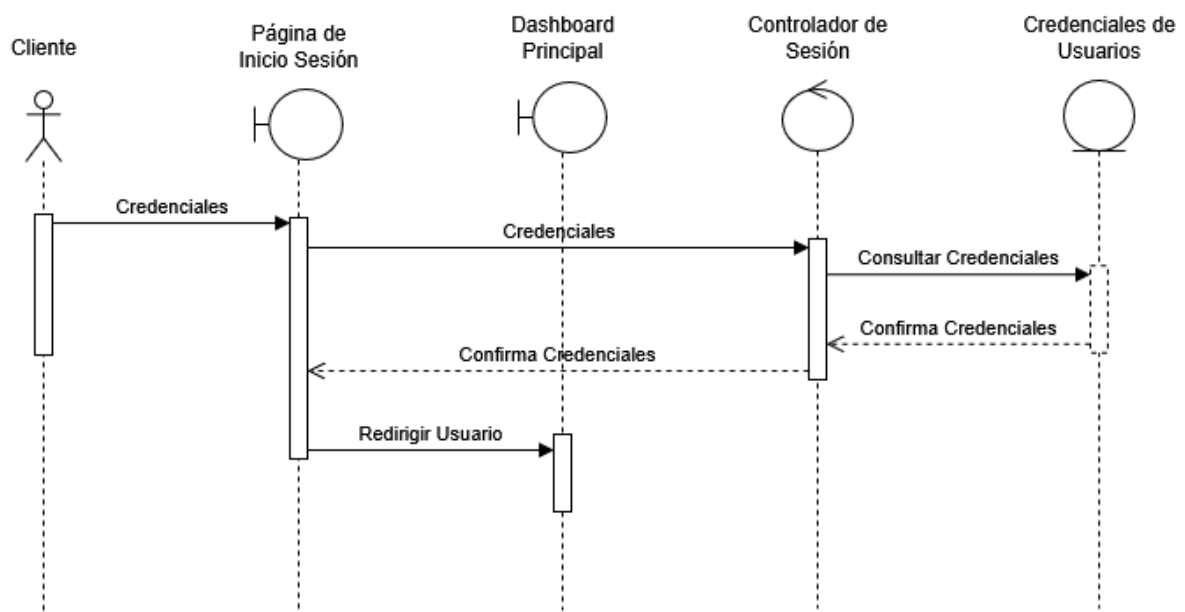 Cliente
Página de
Inicio Sesión
Dashboard
Principal
Controlador de
Sesión
Credenciales de
Usuarios
Credenciales
Credenciales
Consultar Credenciales
Confirma Credenciales
Confirma Credenciales
Redirigir Usuario